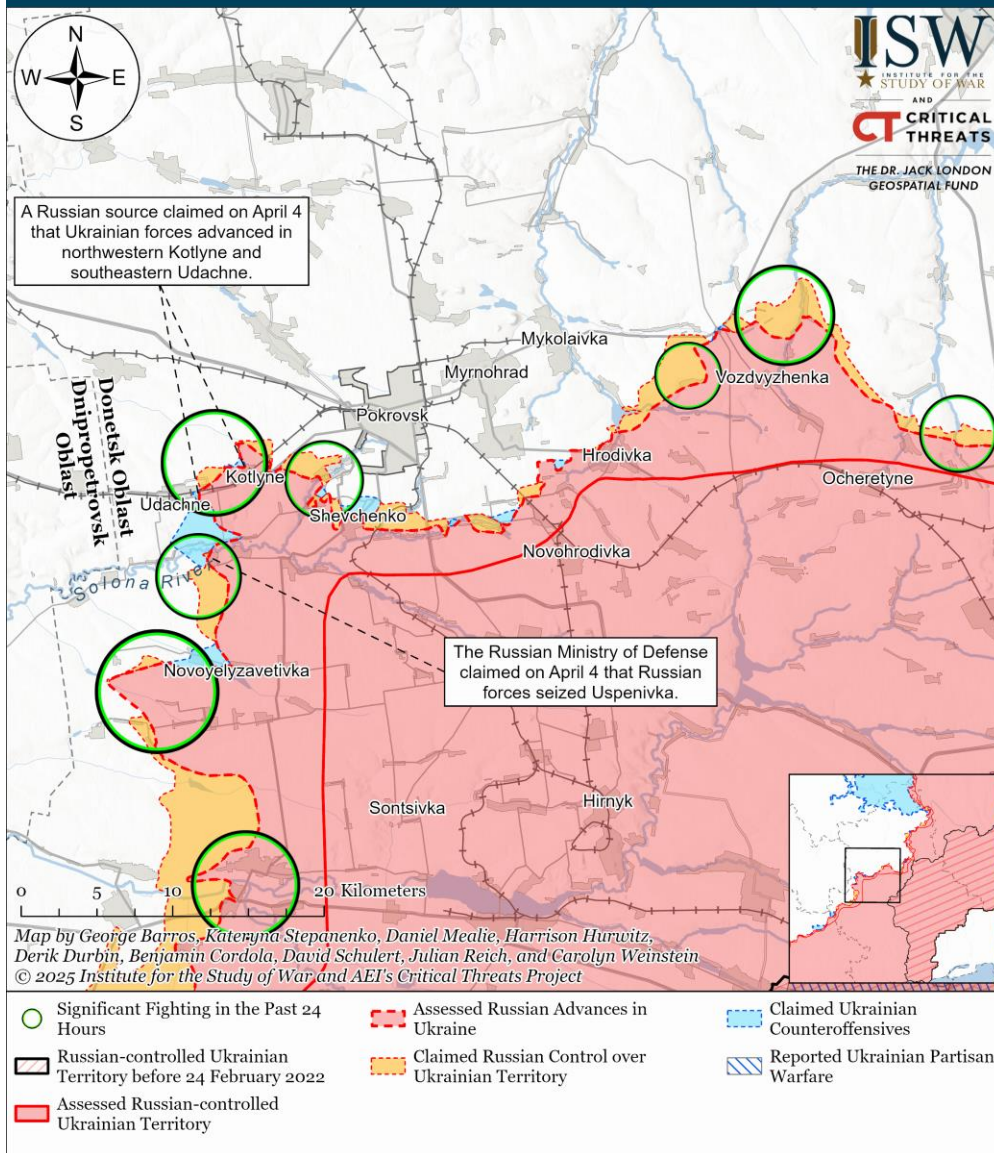 N
W
E
S
ISW
INSTITUTE FOR THE
STUDY OF WAR
AND
CT CRITICAL
THREATS
THE DR. JACK LONDON
GEOSPATIAL FUND
A Russian source claimed on April 4
that Ukrainian forces advanced in
northwestern Kotlyne and
southeastern Udachne.
Mykolaivka
Myrnohrad
Vozdvyzhenka
Pokrovsk
Donetsk Oblast
Dnipropetrovsk
Oblast
Hrodivka
Kotlyne
Ocheretyne
Udachne
Shevchenko
Novohrodivka
Solona River
The Russian Ministry of Defense
claimed on April 4 that Russian
forces seized Uspenivka.
Novoyelyzavetivka
Sontsivka
Hirnyk
0 5 10 20 Kilometers
Map by George Barros, Kateryna Stepanenko, Daniel Mealie, Harrison Hurwitz,
Derik Durbin, Benjamin Cordola, David Schulert, Julian Reich, and Carolyn Weinstein
© 2025 Institute for the Study of War and AEI's Critical Threats Project
Significant Fighting in the Past 24
Hours
Russian-controlled Ukrainian
Territory before 24 February 2022
Assessed Russian-controlled
Ukrainian Territory
Assessed Russian Advances in
Ukraine
Claimed Russian Control over
Ukrainian Territory
Claimed Ukrainian
Counteroffensives
Reported Ukrainian Partisan
Warfare